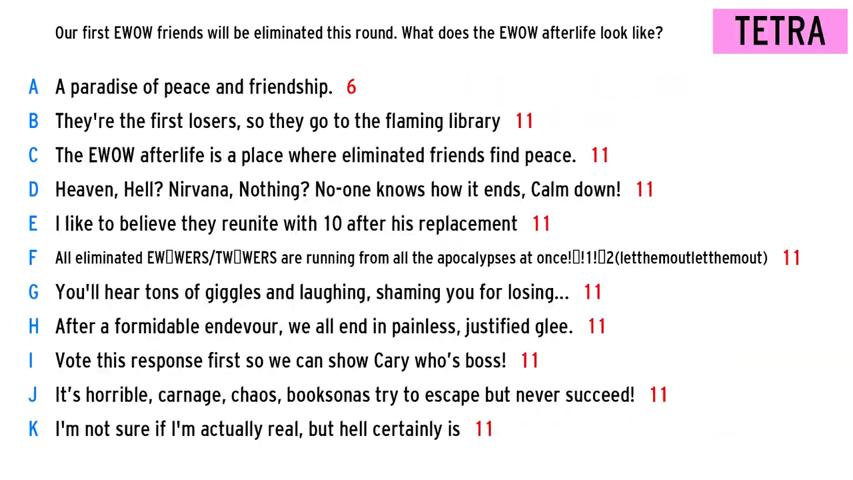 Our first EWOW friends will be eliminated this round. What does the EWOW afterlife look like?
TETRA
A A paradise of peace and friendship. 6
B They're the first losers, so they go to the flaming library 11
C The EWOW afterlife is a place where eliminated friends find peace. 11
D Heaven, Hell? Nirvana, Nothing? No-one knows how it ends, Calm down! 11
E I like to believe they reunite with 10 after his replacement 11
F All eliminated EW▯WERS/TW▯WERS are running from all the apocalypses at once!▯!1!▯2(letthemoutletthemout) 11
G You'll hear tons of giggles and laughing, shaming you for losing... 11
H After a formidable endevour, we all end in painless, justified glee. 11
I Vote this response first so we can show Cary who’s boss! 11
J It’s horrible, carnage, chaos, booksonas try to escape but never succeed! 11
K I'm not sure if I'm actually real, but hell certainly is 11